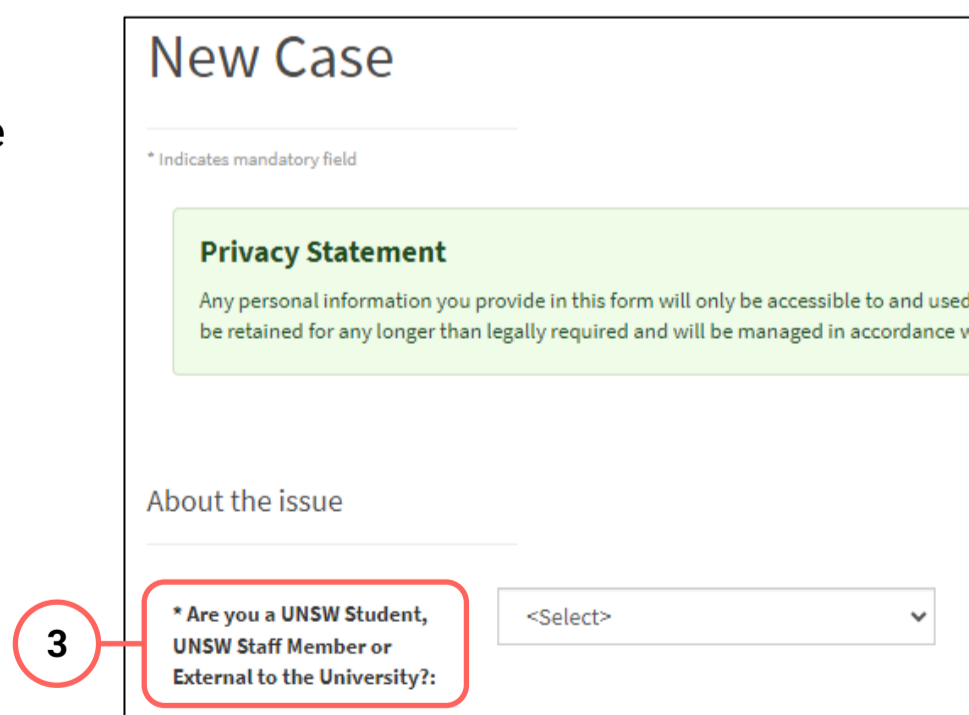 New Case
e
* Indicates mandatory field
Privacy Statement
Any personal information you provide in this form will only be accessible to and used
be retained for any longer than legally required and will be managed in accordance
About the issue
* Are you a UNSW Student,
UNSW Staff Member or
External to the University?:
<Select>
3